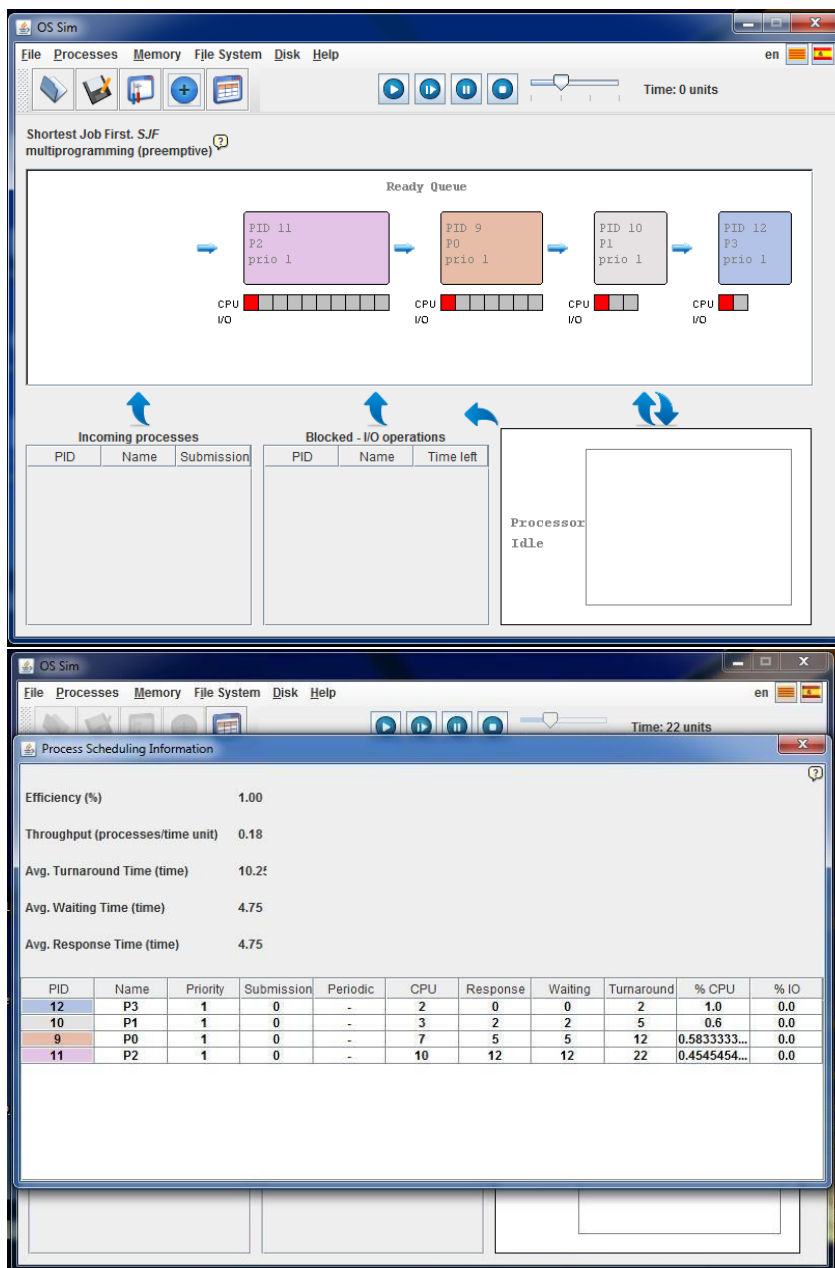 OS Sim
File Processes Memory File System Disk Help en
Time: 0 units
Shortest Job First. SJF
multiprogramming (preemptive) ?
Ready Queue
PID 11 PID 9 PID 10 PID 12
P2 P0 P1 P3
prio 1 prio 1 prio 1 prio 1
CPU CPU CPU CPU
I/O I/O I/O I/O
Incoming processes Blocked - I/O operations
PID Name Submission PID Name Time left
Processor
Idle
OS Sim
File Processes Memory File System Disk Help en
Time: 22 units
Process Scheduling Information
?
Efficiency (%) 1.00
Throughput (processes/time unit) 0.18
Avg. Turnaround Time (time) 10.25
Avg. Waiting Time (time) 4.75
Avg. Response Time (time) 4.75
PID Name Priority Submission Periodic CPU Response Waiting Turnaround % CPU % IO
12 P3 1 0 - 2 0 0 2 1.0 0.0
10 P1 1 0 - 3 2 2 5 0.6 0.0
9 P0 1 0 - 7 5 5 12 0.5833333... 0.0
11 P2 1 0 - 10 12 12 22 0.4545454... 0.0